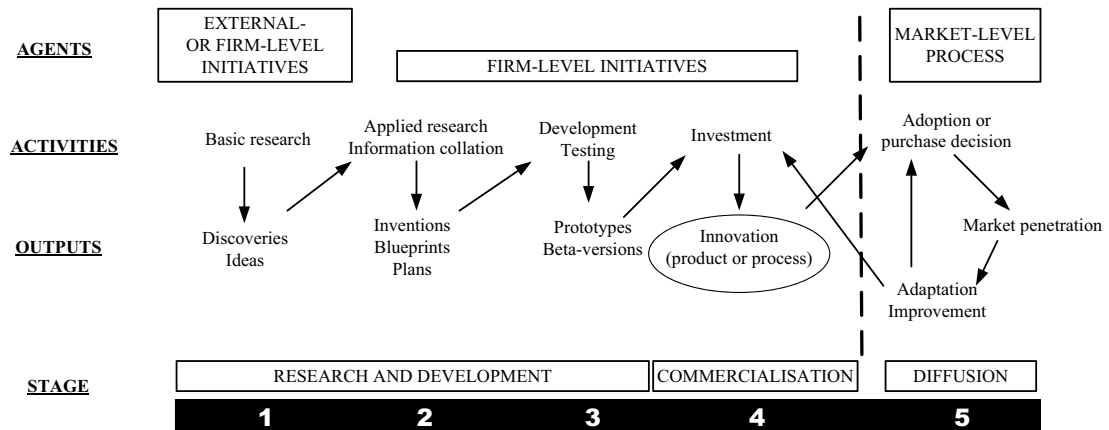 AGENTS
EXTERNAL-
OR FIRM-LEVEL
INITIATIVES
FIRM-LEVEL INITIATIVES
MARKET-LEVEL
PROCESS
ACTIVITIES
Basic research
Applied research
Information collation
Development
Testing
Investment
Adoption or
purchase decision
OUTPUTS
Discoveries
Ideas
Inventions
Blueprints
Plans
Prototypes
Beta-versions
Innovation
(product or process)
Market penetration
Adaptation
Improvement
STAGE
RESEARCH AND DEVELOPMENT
COMMERCIALISATION
DIFFUSION
1 2 3 4 5